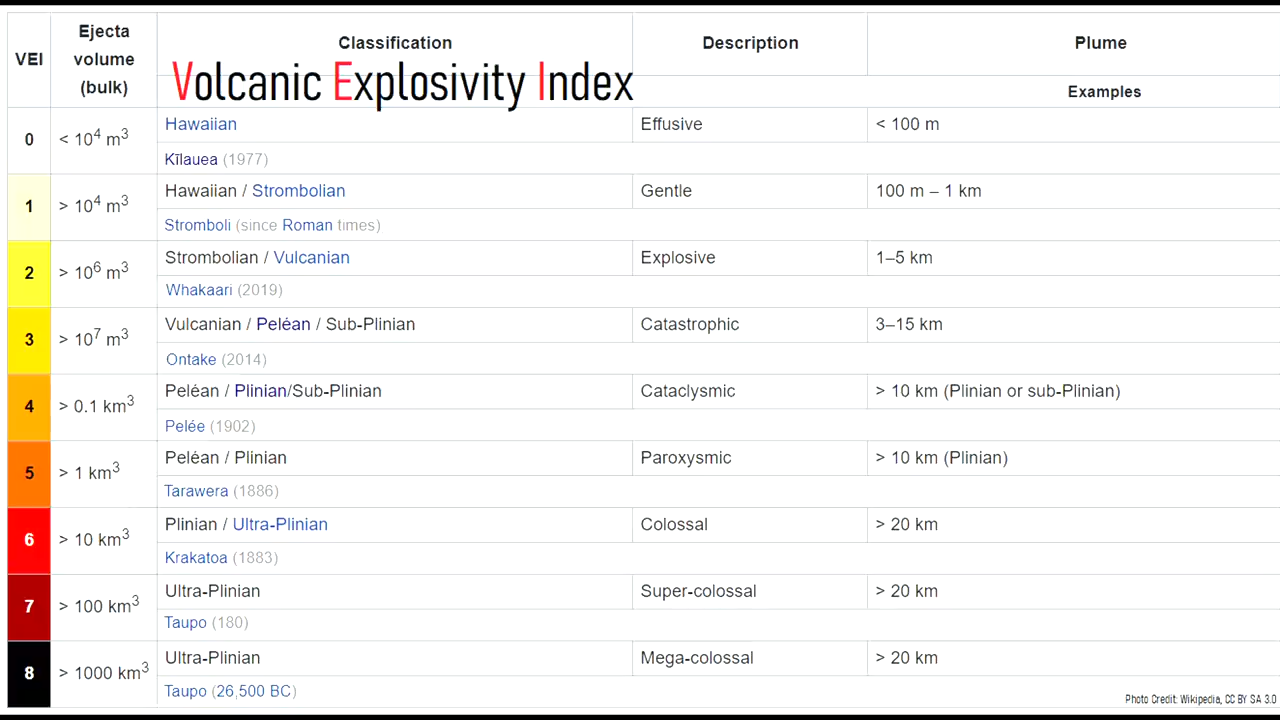 VEI Ejecta volume (bulk) Classification Description Plume
Volcanic Explosivity Index
Examples
0 < 10⁴ m³ Hawaiian Effusive < 100 m
Kīlauea (1977)
1 > 10⁴ m³ Hawaiian / Strombolian Gentle 100 m – 1 km
Stromboli (since Roman times)
2 > 10⁶ m³ Strombolian / Vulcanian Explosive 1–5 km
Whakaari (2019)
3 > 10⁷ m³ Vulcanian / Peléan / Sub-Plinian Catastrophic 3–15 km
Ontake (2014)
4 > 0.1 km³ Peléan / Plinian/Sub-Plinian Cataclysmic > 10 km (Plinian or sub-Plinian)
Pelée (1902)
5 > 1 km³ Peléan / Plinian Paroxysmic > 10 km (Plinian)
Tarawera (1886)
6 > 10 km³ Plinian / Ultra-Plinian Colossal > 20 km
Krakatoa (1883)
7 > 100 km³ Ultra-Plinian Super-colossal > 20 km
Taupo (180)
8 > 1000 km³ Ultra-Plinian Mega-colossal > 20 km
Taupo (26,500 BC)
Photo Credit: Wikipedia, CC BY SA 3.0